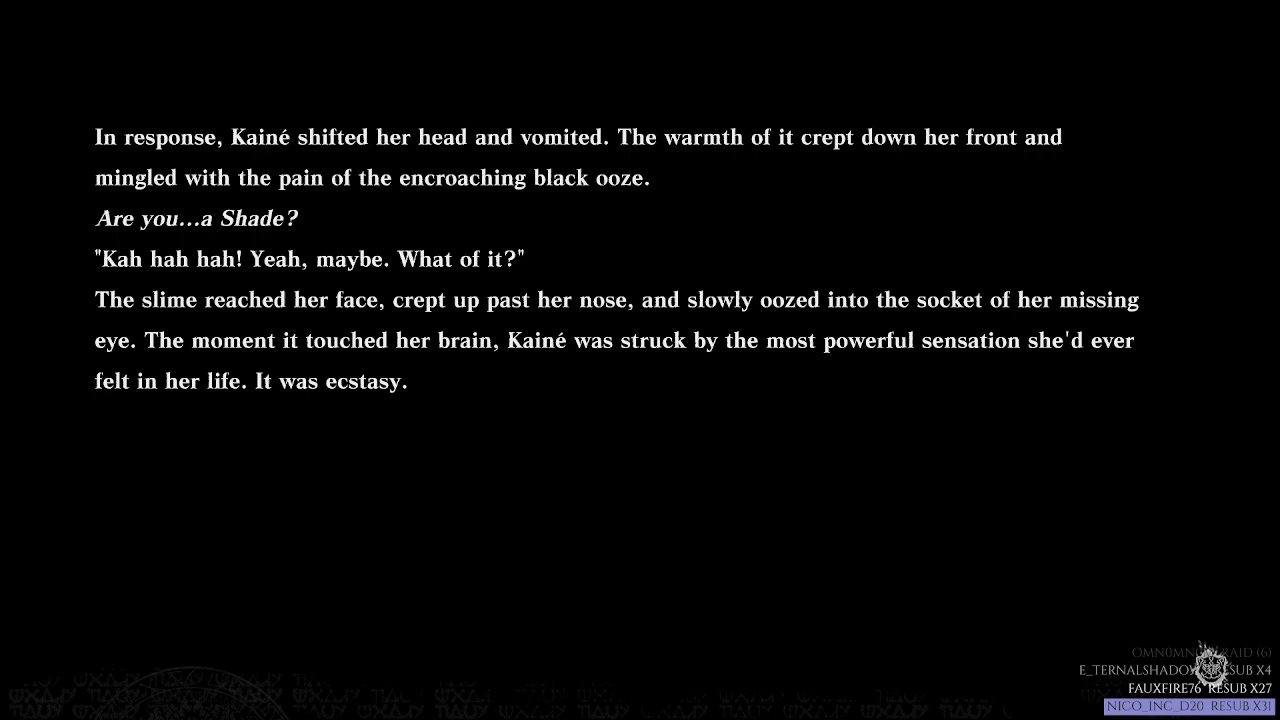 In response, Kainé shifted her head and vomited. The warmth of it crept down her front and
mingled with the pain of the encroaching black ooze.
Are you...a Shade?
"Kah hah hah! Yeah, maybe. What of it?"
The slime reached her face, crept up past her nose, and slowly oozed into the socket of her missing
eye. The moment it touched her brain, Kainé was struck by the most powerful sensation she'd ever
felt in her life. It was ecstasy.
RAID (6)
RESUB X4
FAUXFIRE76 RESUB X27
NICO_INC_D20 RESUB X31